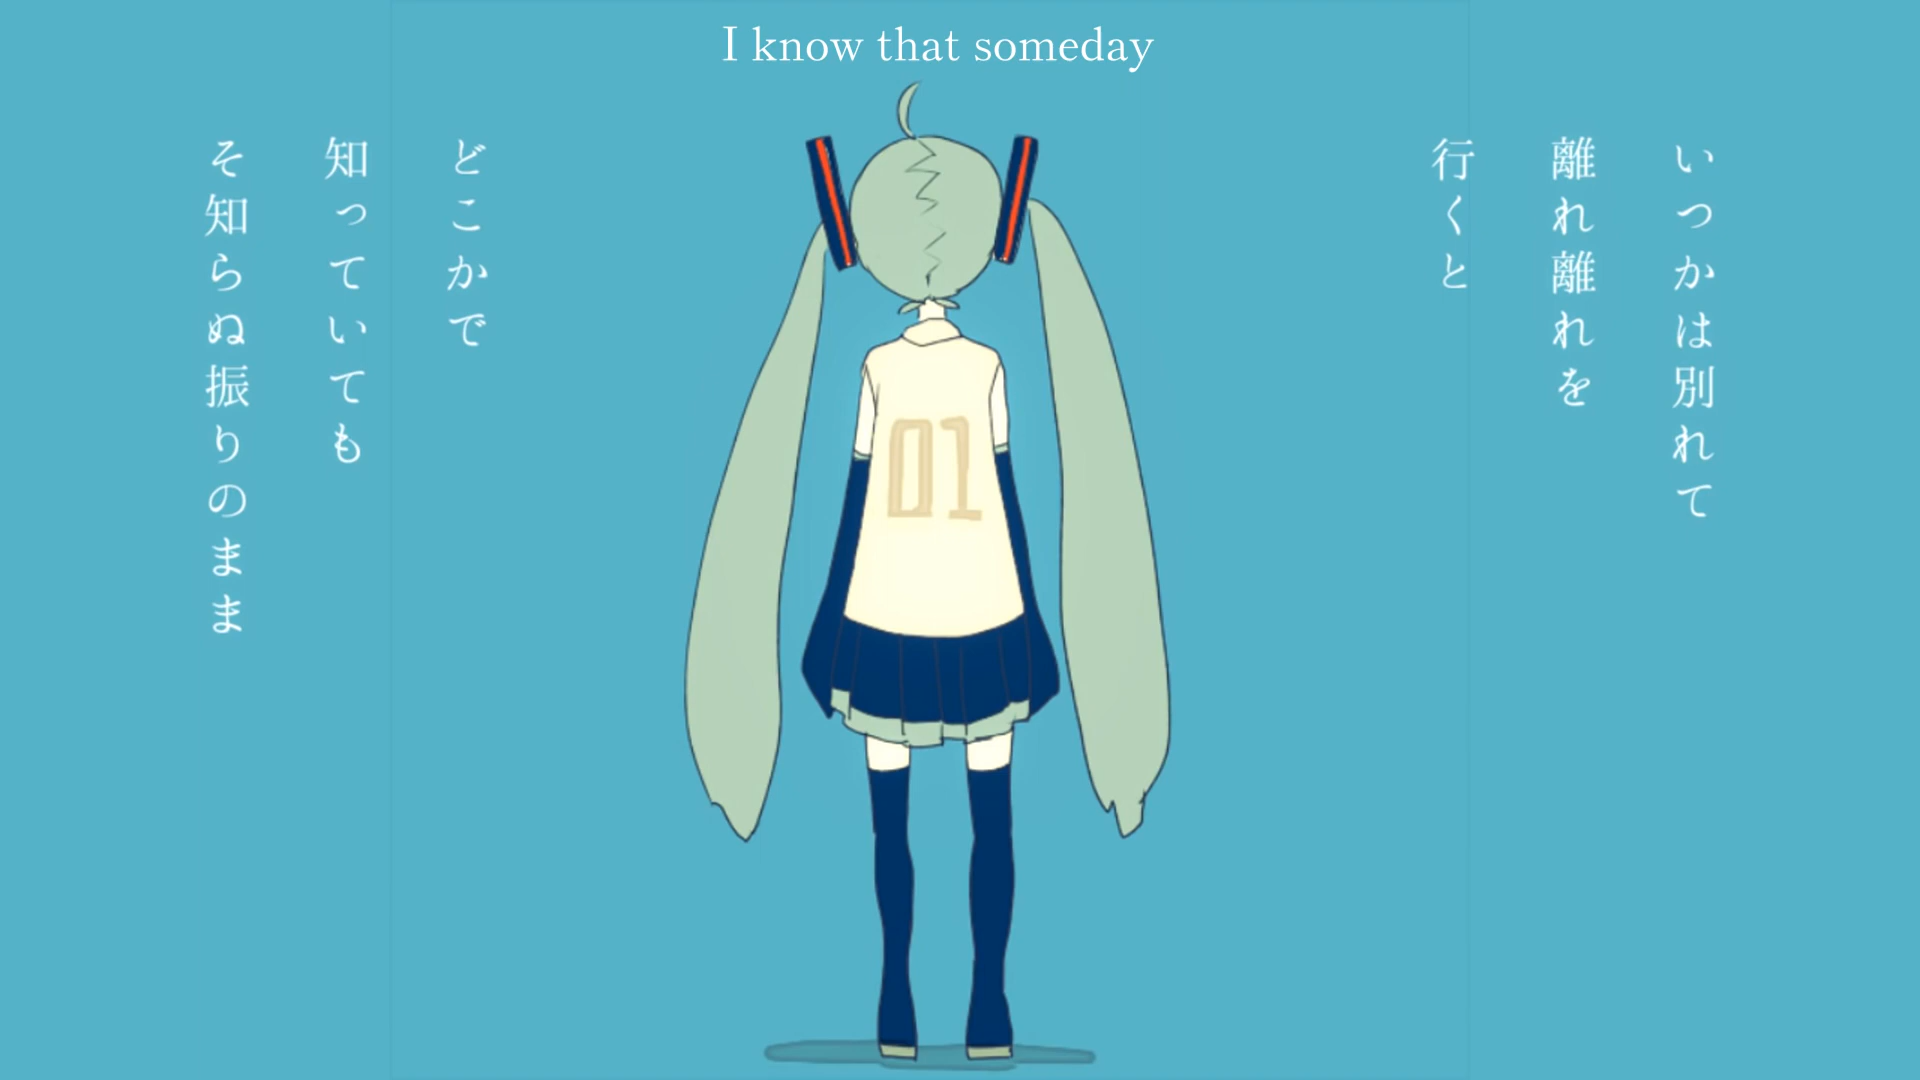 I know that someday
いつかは別れて
離れ離れを
行くと
どこかで
知っていても
そ知らぬ振りのまま
01